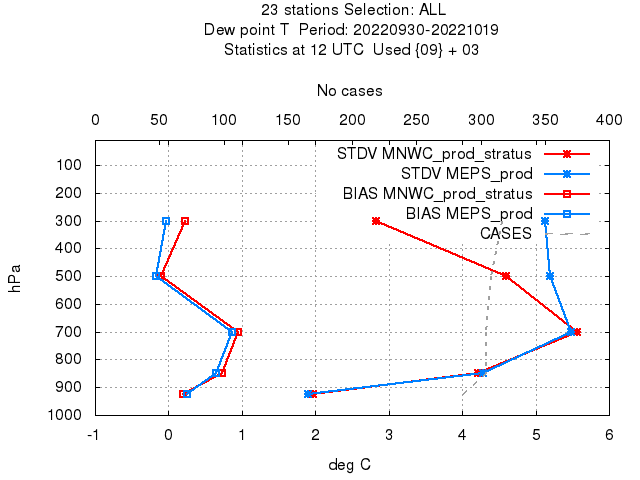 23 stations Selection: ALL
Dew point T  Period: 20220930-20221019
Statistics at 12 UTC  Used {09} + 03
No cases
0 50 100 150 200 250 300 350 400
STDV MNWC_prod_stratus
STDV MEPS_prod
BIAS MNWC_prod_stratus
BIAS MEPS_prod
CASES
hPa
100
200
300
400
500
600
700
800
900
1000
-1 0 1 2 3 4 5 6
deg C